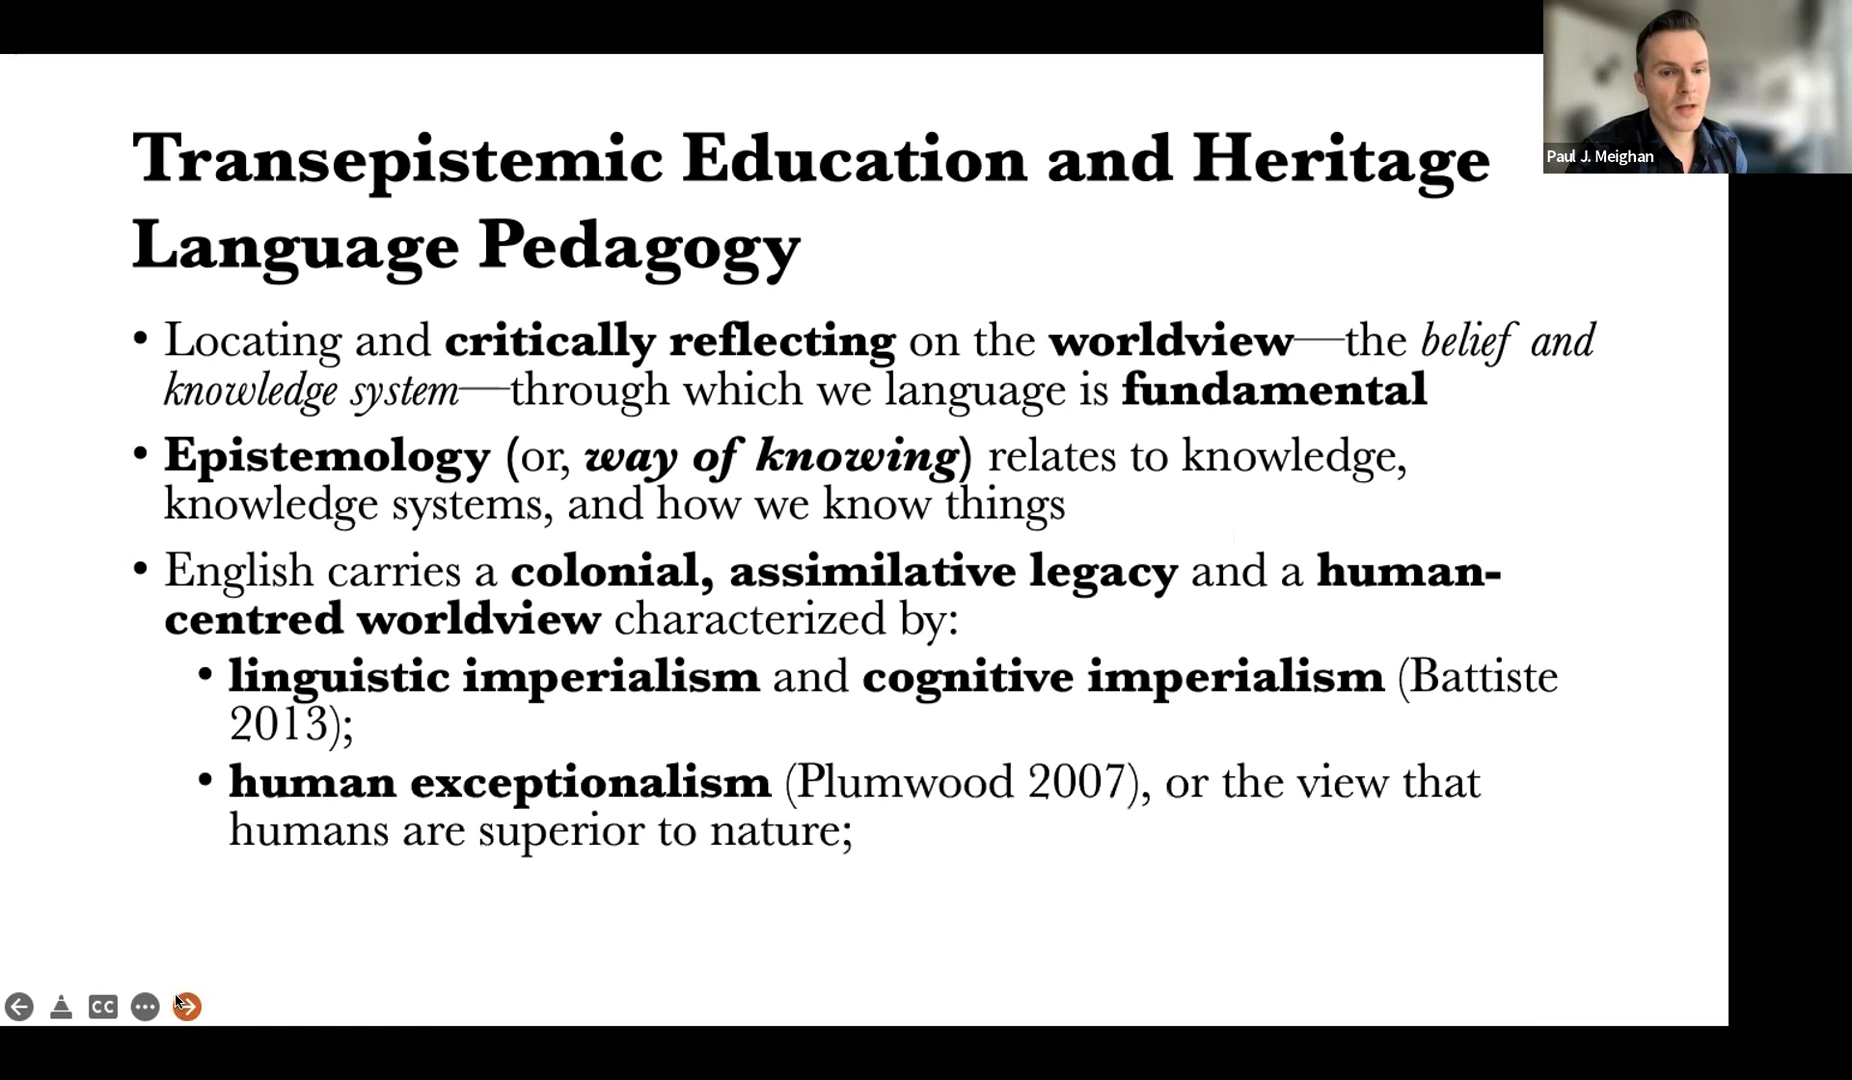 Transepistemic Education and Heritage
Language Pedagogy
• Locating and critically reflecting on the worldview—the belief and
knowledge system—through which we language is fundamental
• Epistemology (or, way of knowing) relates to knowledge,
knowledge systems, and how we know things
• English carries a colonial, assimilative legacy and a human-
centred worldview characterized by:
• linguistic imperialism and cognitive imperialism (Battiste
2013);
• human exceptionalism (Plumwood 2007), or the view that
humans are superior to nature;
Paul J. Meighan
CC